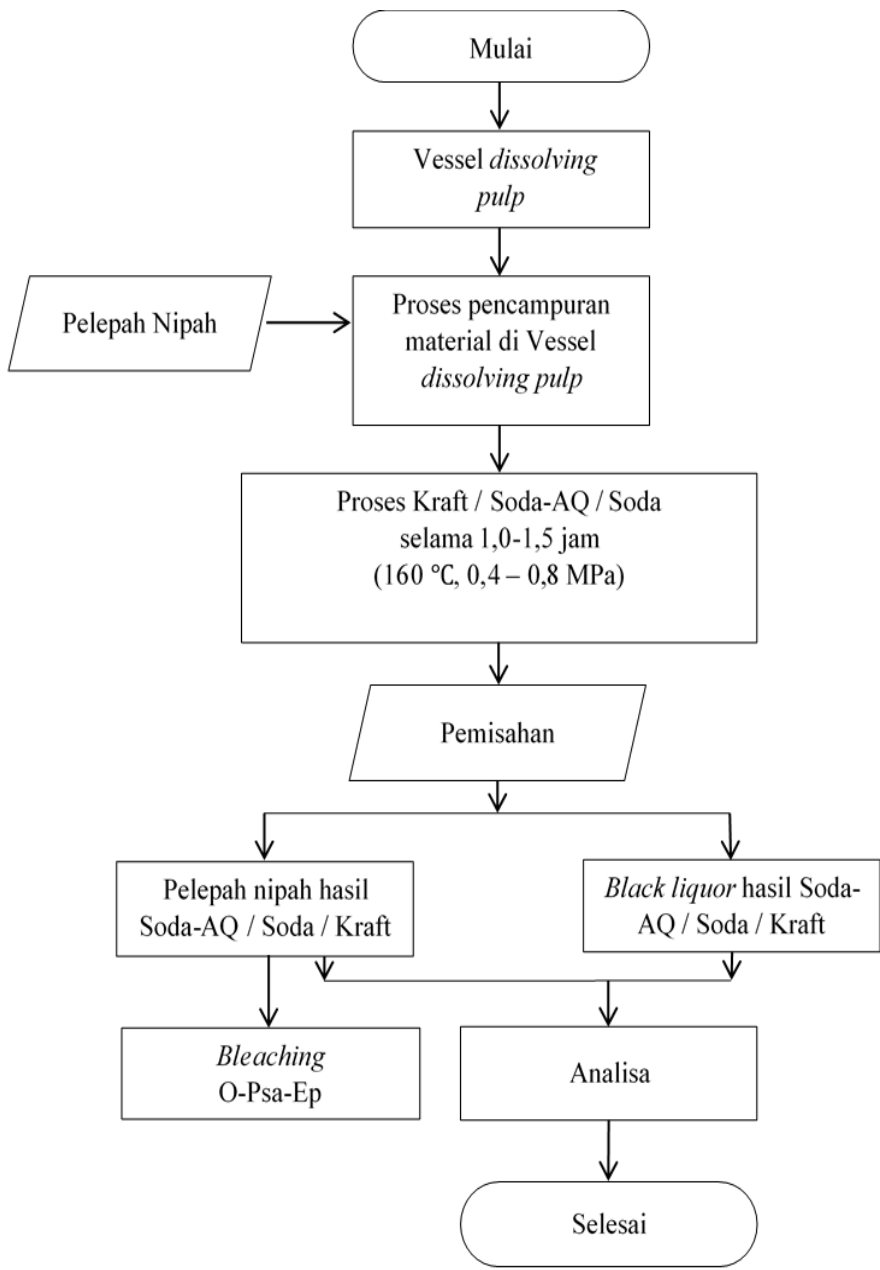 Mulai
Vessel dissolving
pulp
Pelepah Nipah
Proses pencampuran
material di Vessel
dissolving pulp
Proses Kraft / Soda-AQ / Soda
selama 1,0-1,5 jam
(160 ℃, 0,4 – 0,8 MPa)
Pemisahan
Pelepah nipah hasil
Soda-AQ / Soda / Kraft
Black liquor hasil Soda-
AQ / Soda / Kraft
Bleaching
O-Psa-Ep
Analisa
Selesai